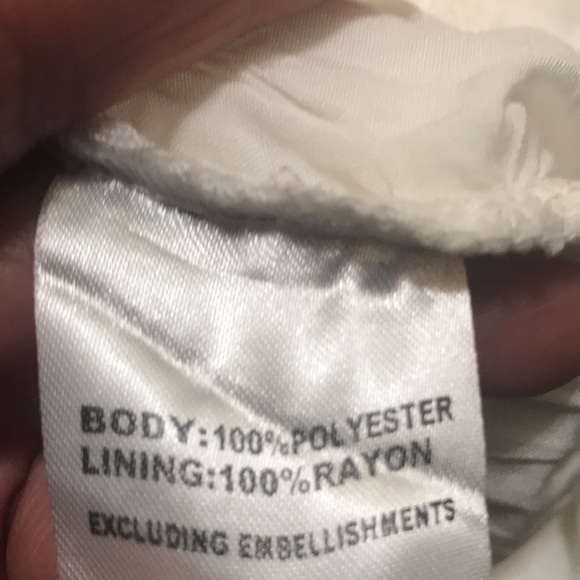 BODY:100%POLYESTER
LINING:100%RAYON
EXCLUDING EMBELLISHMENTS